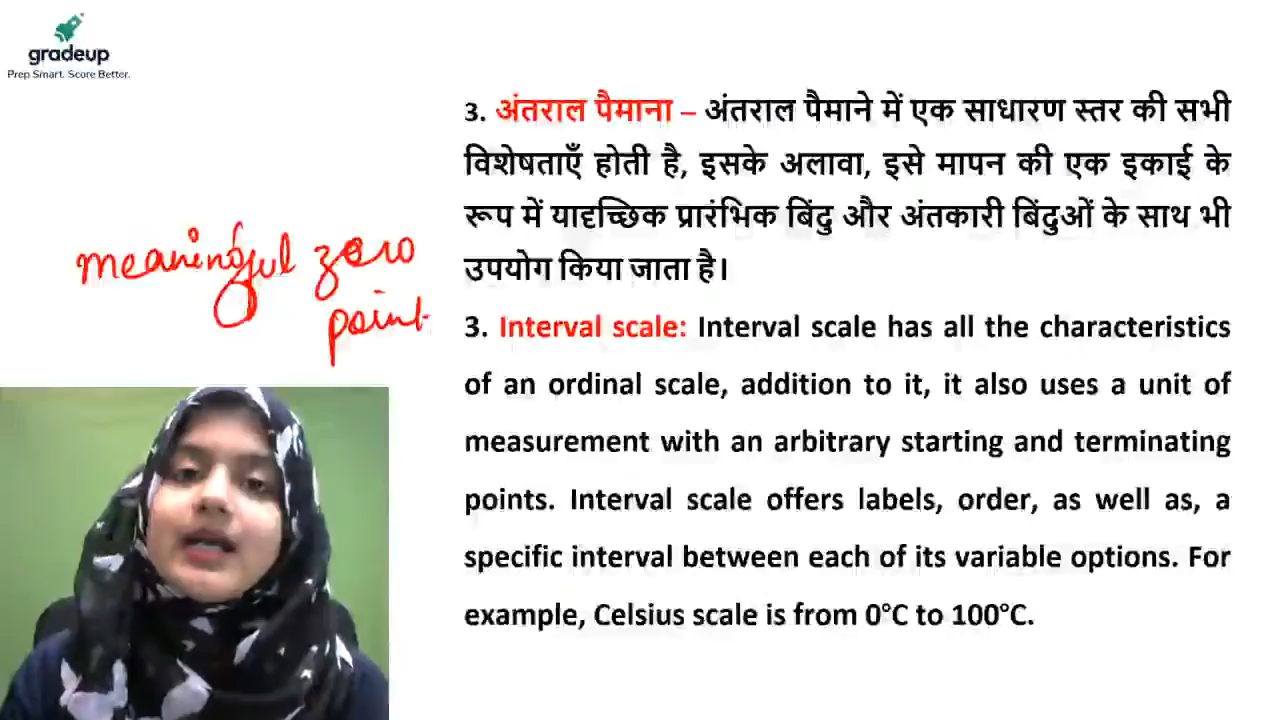 gradeup
Prep Smart. Score Better.
3. अंतराल पैमाना – अंतराल पैमाने में एक साधारण स्तर की सभी
विशेषताएँ होती है, इसके अलावा, इसे मापन की एक इकाई के
रूप में यादृच्छिक प्रारंभिक बिंदु और अंतकारी बिंदुओं के साथ भी
उपयोग किया जाता है।
meaningful zero
point
3. Interval scale: Interval scale has all the characteristics
of an ordinal scale, addition to it, it also uses a unit of
measurement with an arbitrary starting and terminating
points. Interval scale offers labels, order, as well as, a
specific interval between each of its variable options. For
example, Celsius scale is from 0°C to 100°C.